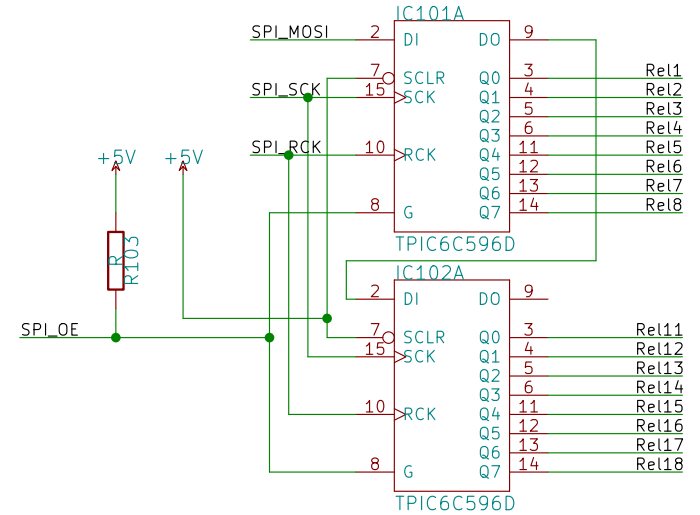 IC101A
SPI_MOSI 2 DI DO 9
7 SCLR Q0 3 Rel1
SPI_SCK 15 SCK Q1 4 Rel2
Q2 5 Rel3
Q3 6 Rel4
SPI_RCK 10 RCK Q4 11 Rel5
Q5 12 Rel6
Q6 13 Rel7
8 G Q7 14 Rel8
TPIC6C596D
+5V +5V
R
R103
SPI_OE
IC102A
2 DI DO 9
7 SCLR Q0 3 Rel11
15 SCK Q1 4 Rel12
Q2 5 Rel13
Q3 6 Rel14
10 RCK Q4 11 Rel15
Q5 12 Rel16
Q6 13 Rel17
8 G Q7 14 Rel18
TPIC6C596D